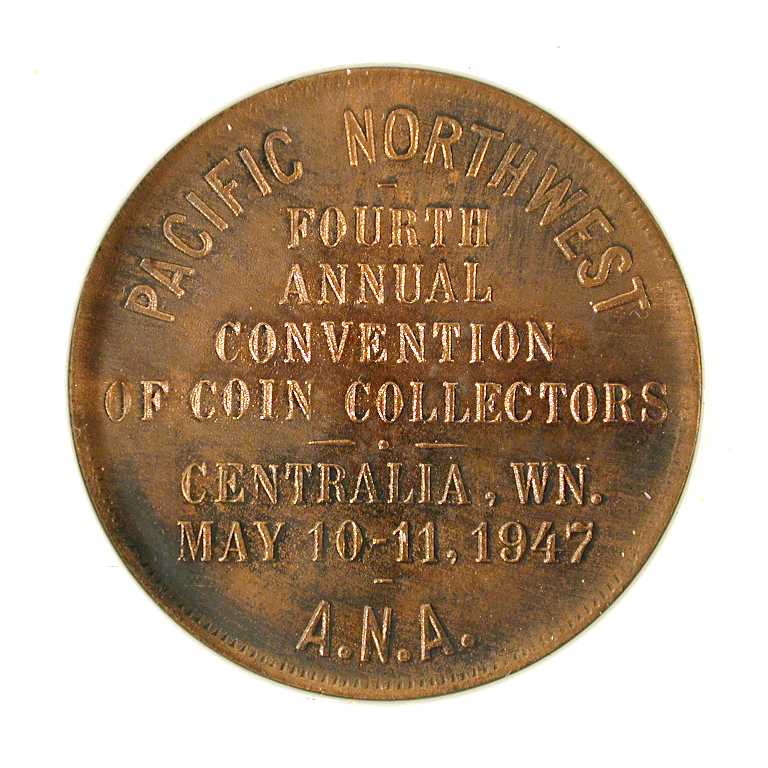 PACIFIC NORTHWEST
FOURTH
ANNUAL
CONVENTION
OF COIN COLLECTORS
CENTRALIA, WN.
MAY 10-11, 1947
A.N.A.